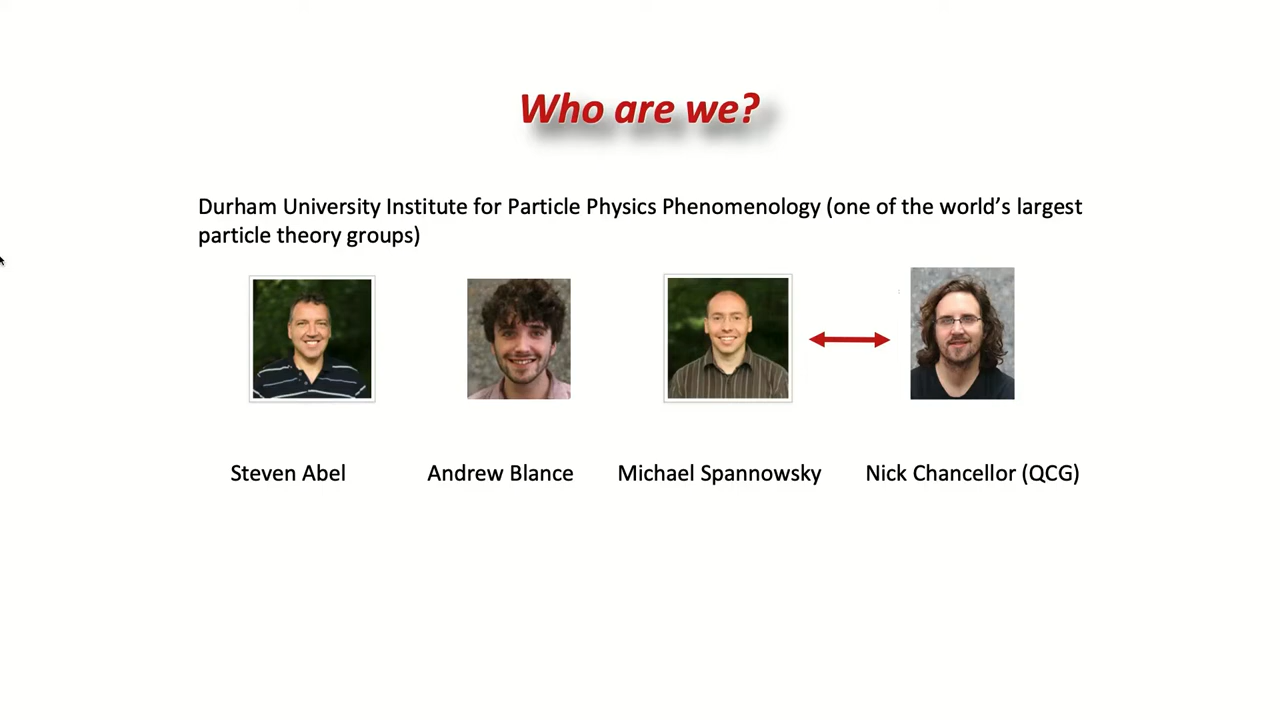 Who are we?
Durham University Institute for Particle Physics Phenomenology (one of the world’s largest
particle theory groups)
Steven Abel
Andrew Blance
Michael Spannowsky
Nick Chancellor (QCG)